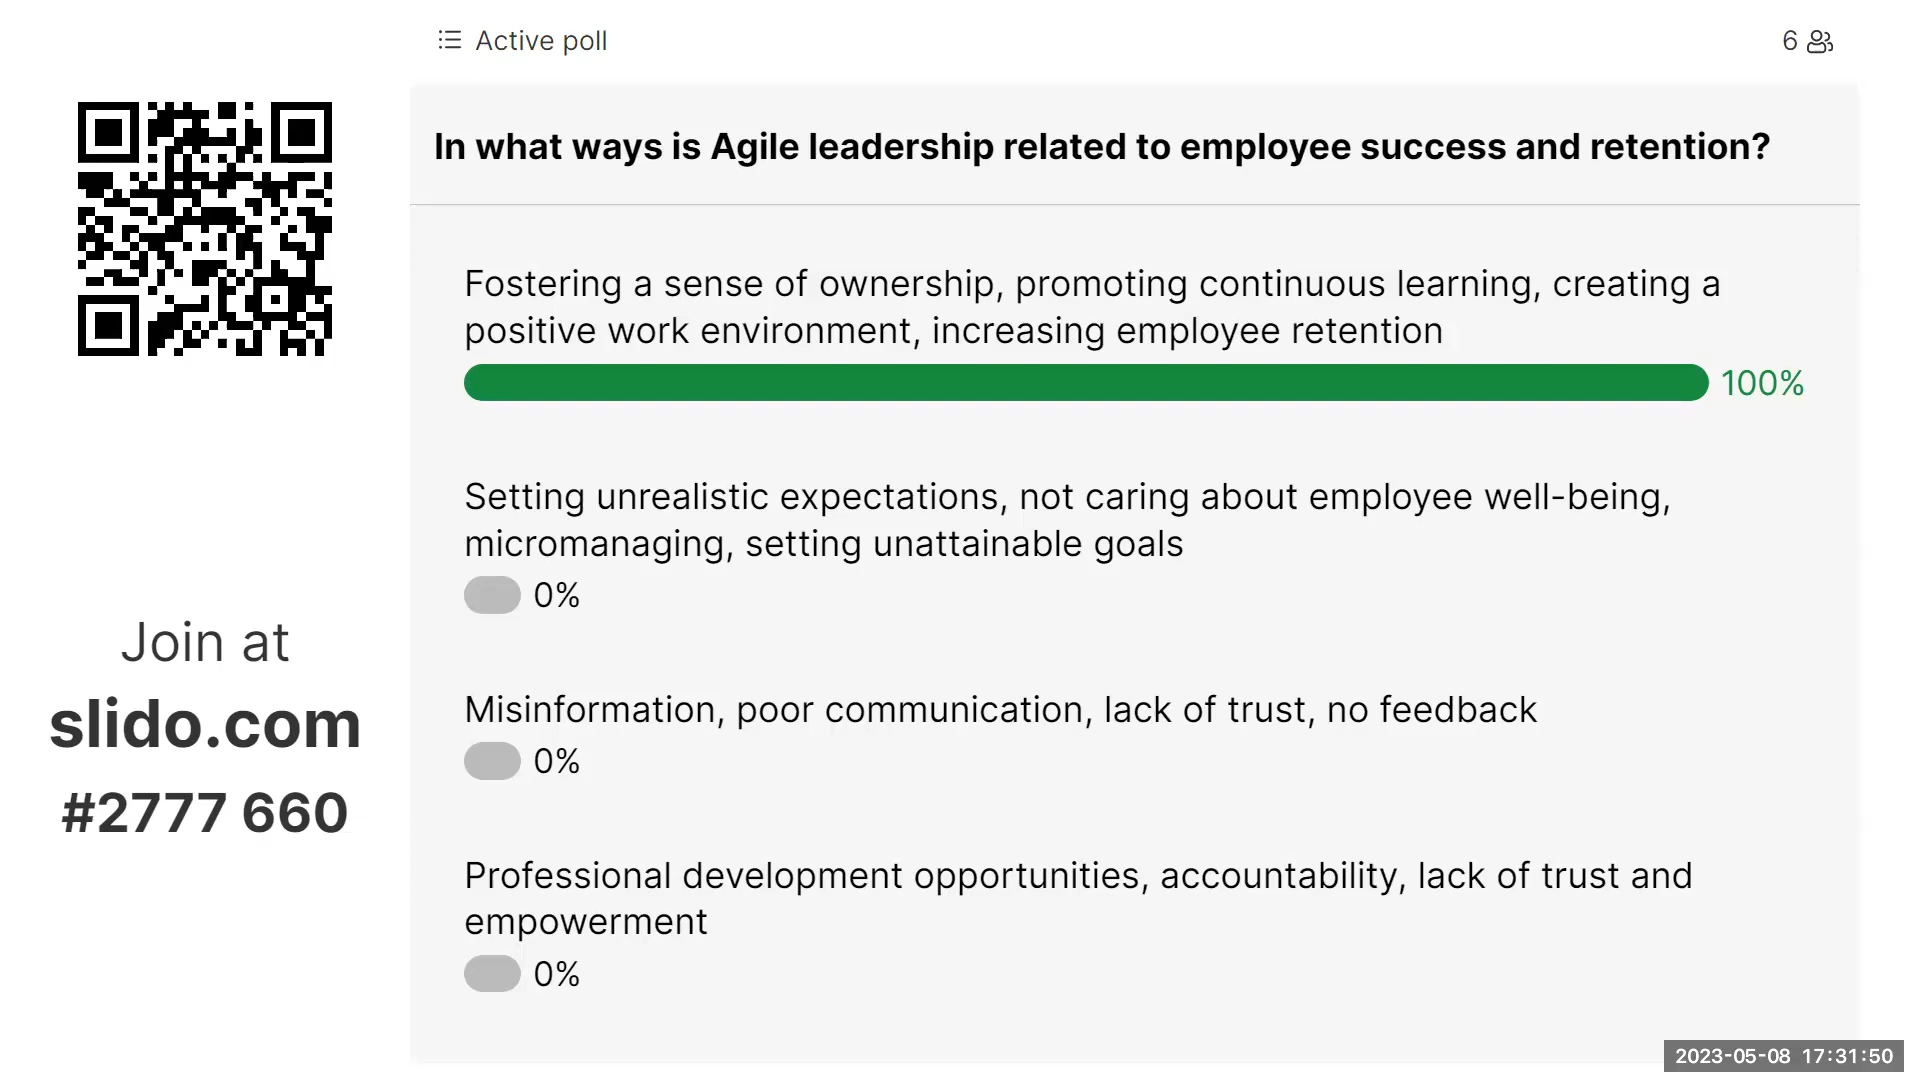 Active poll
6
In what ways is Agile leadership related to employee success and retention?
Fostering a sense of ownership, promoting continuous learning, creating a
positive work environment, increasing employee retention
100%
Setting unrealistic expectations, not caring about employee well-being,
micromanaging, setting unattainable goals
0%
Misinformation, poor communication, lack of trust, no feedback
0%
Professional development opportunities, accountability, lack of trust and
empowerment
0%
Join at
slido.com
#2777 660
2023-05-08 17:31:50